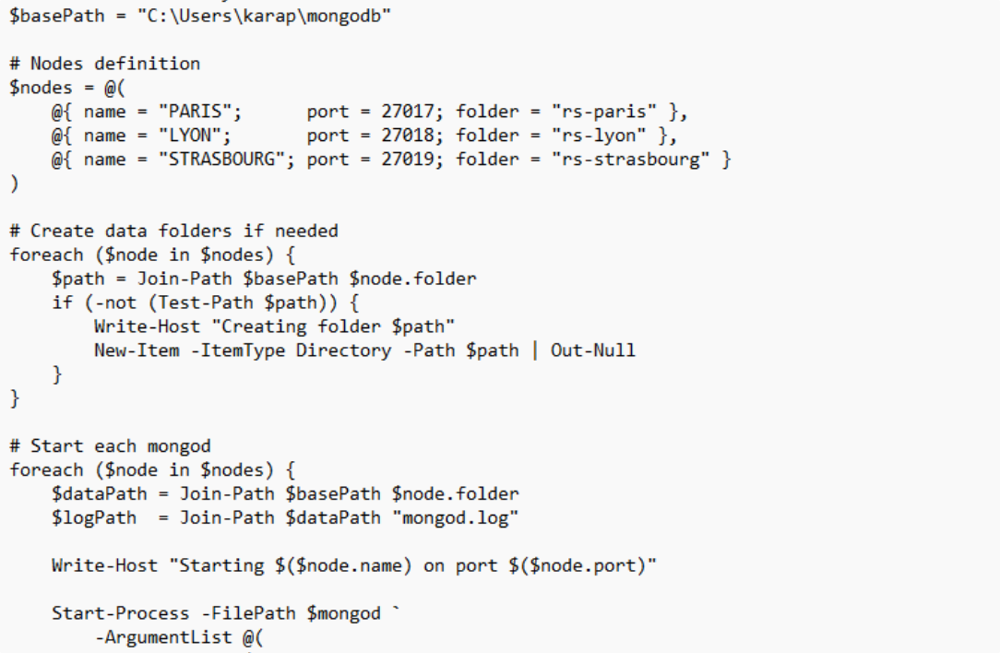 $basePath = "C:\Users\karap\mongodb"

# Nodes definition
$nodes = @(
    @{ name = "PARIS";      port = 27017; folder = "rs-paris" },
    @{ name = "LYON";       port = 27018; folder = "rs-lyon" },
    @{ name = "STRASBOURG"; port = 27019; folder = "rs-strasbourg" }
)

# Create data folders if needed
foreach ($node in $nodes) {
    $path = Join-Path $basePath $node.folder
    if (-not (Test-Path $path)) {
        Write-Host "Creating folder $path"
        New-Item -ItemType Directory -Path $path | Out-Null
    }
}

# Start each mongod
foreach ($node in $nodes) {
    $dataPath = Join-Path $basePath $node.folder
    $logPath  = Join-Path $dataPath "mongod.log"

    Write-Host "Starting $($node.name) on port $($node.port)"

    Start-Process -FilePath $mongod `
        -ArgumentList @(